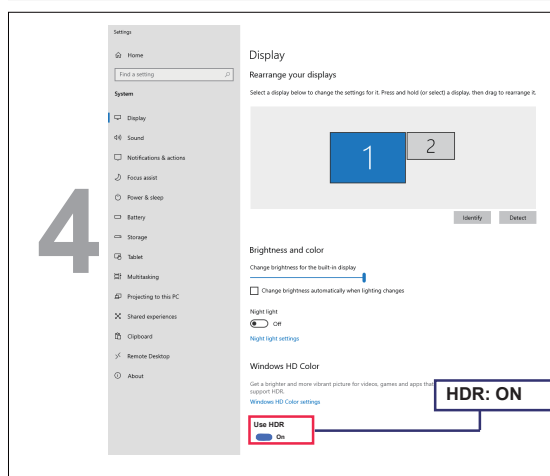 4
Settings
Home
Find a setting
System
Display
Sound
Notifications & actions
Focus assist
Power & sleep
Battery
Storage
Tablet
Multitasking
Projecting to this PC
Shared experiences
Clipboard
Remote Desktop
About
Display
Rearrange your displays
Select a display below to change the settings for it. Press and hold (or select) a display, then drag to rearrange it.
1
2
Identify
Detect
Brightness and color
Change brightness for the built-in display
Change brightness automatically when lighting changes
Night light
Off
Night light settings
Windows HD Color
Get a brighter and more vibrant picture for videos, games and apps that
support HDR.
Windows HD Color settings
HDR: ON
Use HDR
On